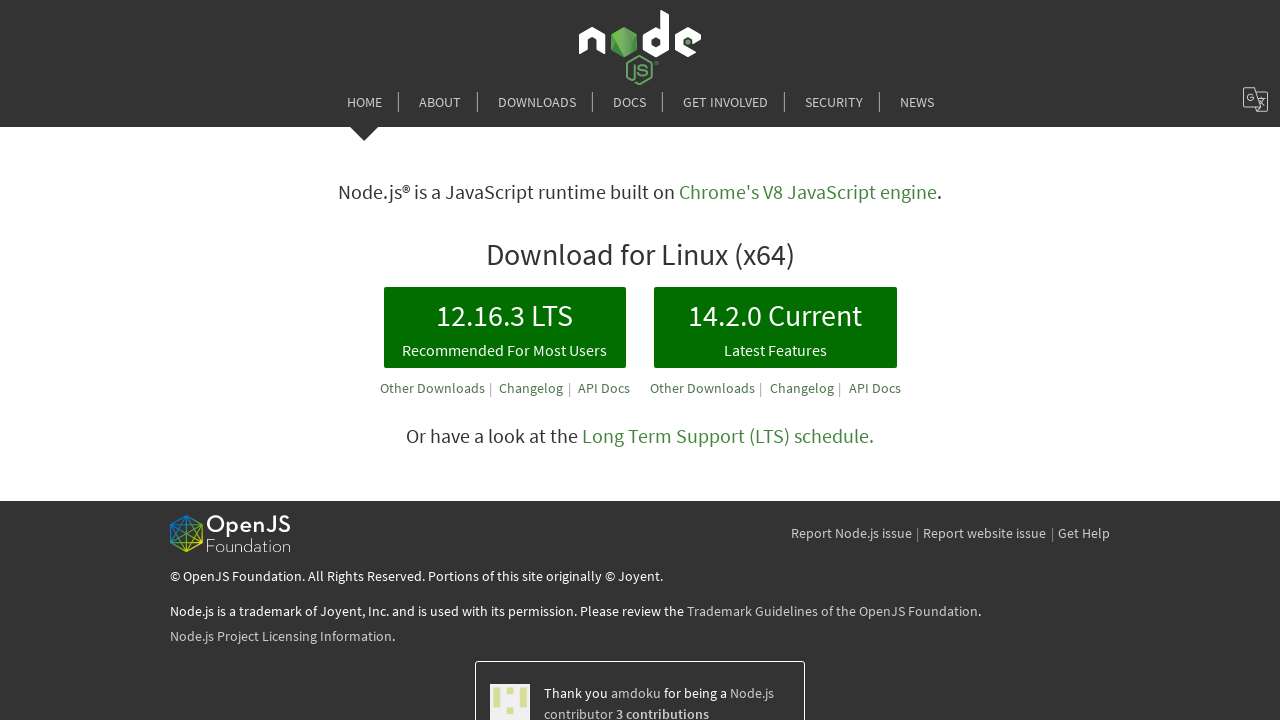 node
JS
HOME
ABOUT
DOWNLOADS
DOCS
GET INVOLVED
SECURITY
NEWS
Node.js® is a JavaScript runtime built on Chrome's V8 JavaScript engine.
Download for Linux (x64)
12.16.3 LTS
Recommended For Most Users
Other Downloads | Changelog | API Docs
14.2.0 Current
Latest Features
Other Downloads | Changelog | API Docs
Or have a look at the Long Term Support (LTS) schedule.
OpenJS
Foundation
Report Node.js issue | Report website issue | Get Help
© OpenJS Foundation. All Rights Reserved. Portions of this site originally © Joyent.
Node.js is a trademark of Joyent, Inc. and is used with its permission. Please review the Trademark Guidelines of the OpenJS Foundation.
Node.js Project Licensing Information.
Thank you amdoku for being a Node.js
contributor 3 contributions